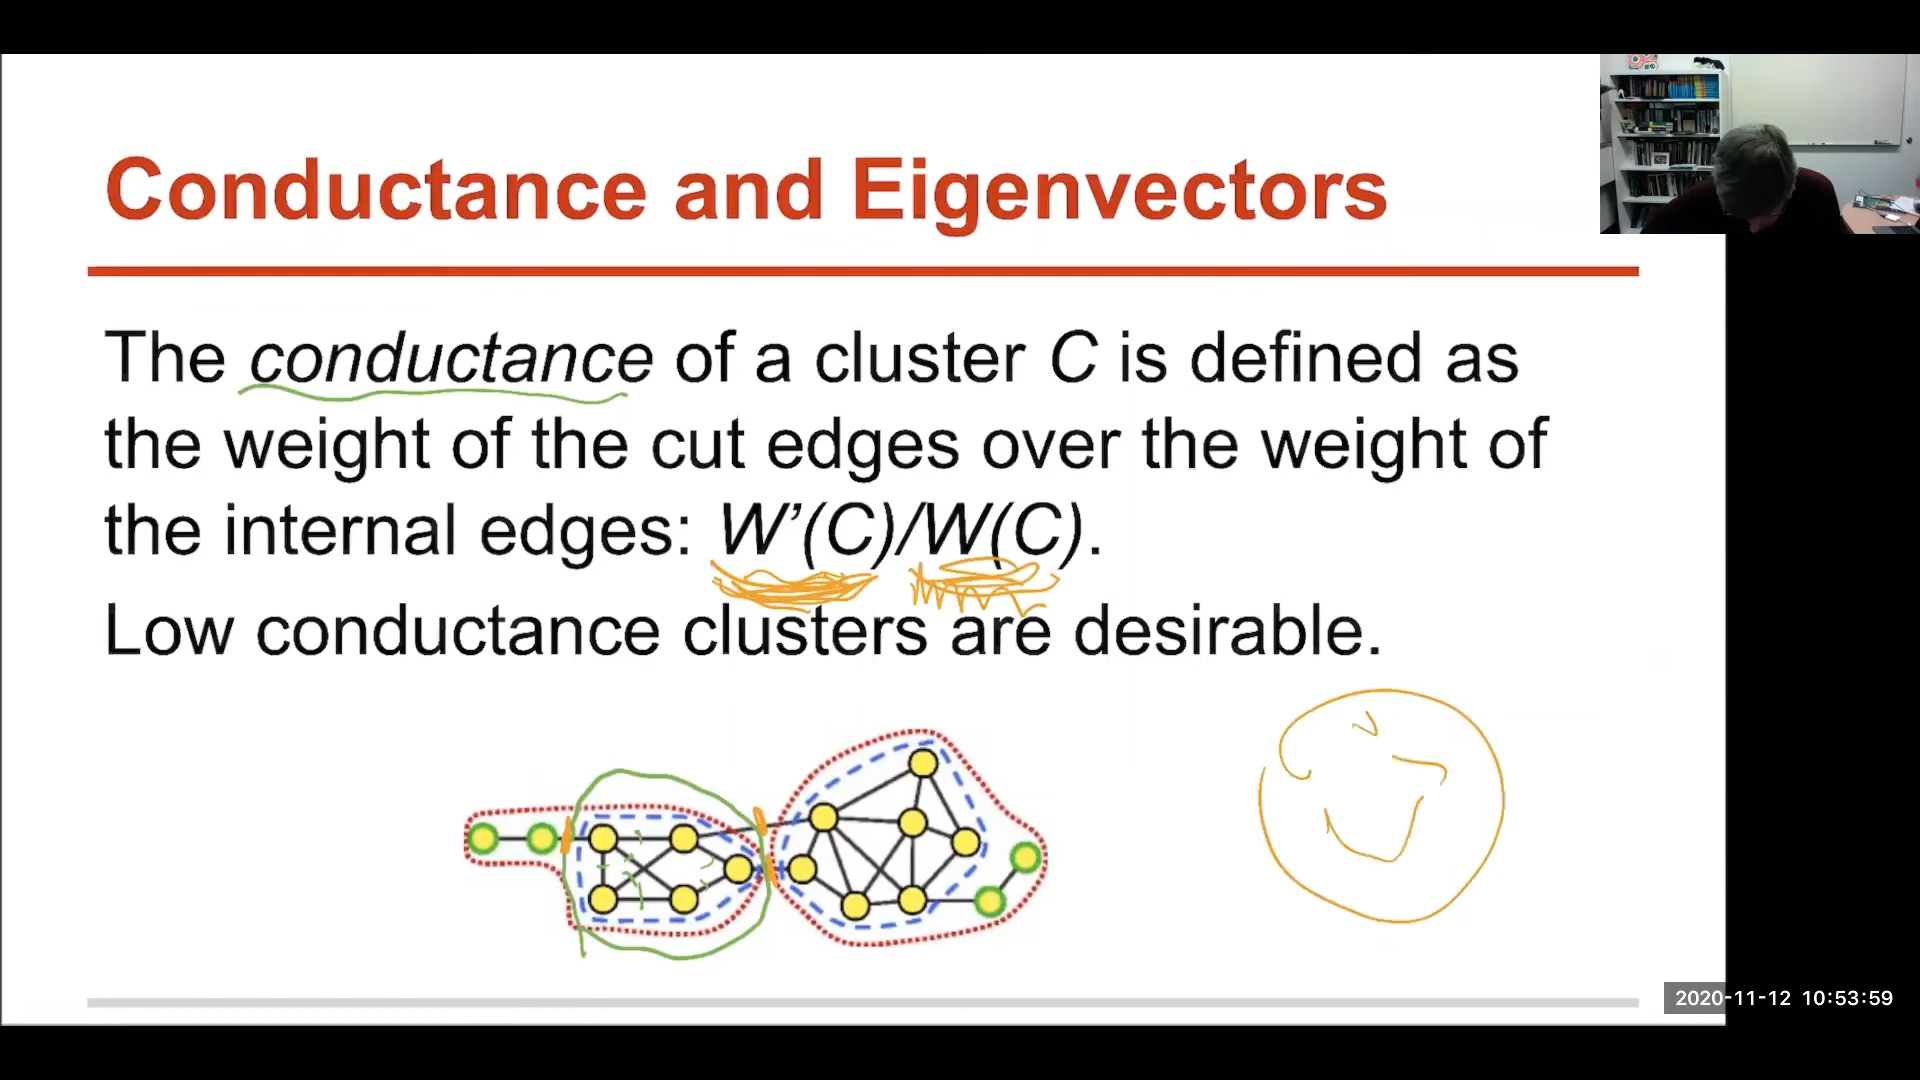 Conductance and Eigenvectors
The conductance of a cluster C is defined as
the weight of the cut edges over the weight of
the internal edges: W’(C)/W(C).
Low conductance clusters are desirable.
2020-11-12 10:53:59